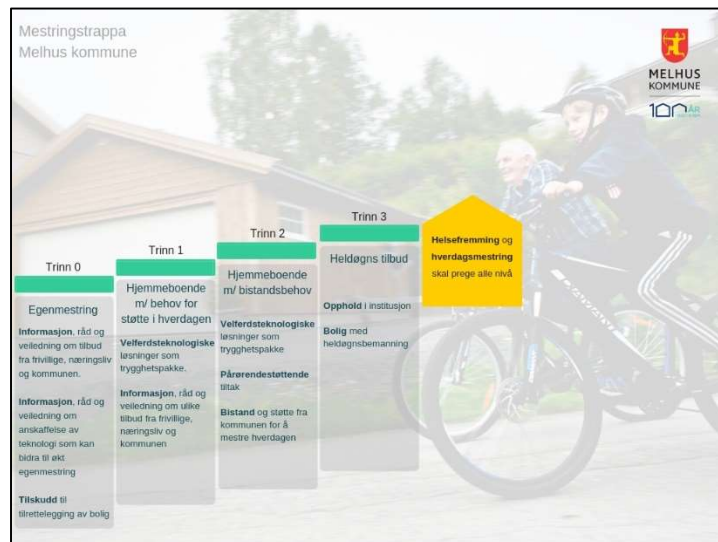 Mestringstrappa
Melhus kommune
MELHUS
KOMMUNE
Trinn 0
Egenmestring
Informasjon, råd og
veiledning om tilbud
fra frivillige, næringsliv
og kommunen.
Informasjon, råd og
veiledning om
anskaffelse av
teknologi som kan
bidra til økt
egenmestring
Tilskudd til
tilrettelegging av bolig
Trinn 1
Hjemmeboende
m/ behov for
støtte i hverdagen
Velferdsteknologiske
løsninger som
trygghetspakke.
Informasjon, råd og
veiledning om ulike
tilbud fra frivillige,
næringsliv og
kommunen
Trinn 2
Hjemmeboende
m/ bistandsbehov
Velferdsteknologiske
løsninger som
trygghetspakke
Pårørendestøttende
tiltak
Bistand og støtte fra
kommunen for å
mestre hverdagen
Trinn 3
Heldøgns tilbud
Opphold i institusjon
Bolig med
heldøgnsbemanning
Helsefremming og
hverdagsmestring
skal prege alle nivå